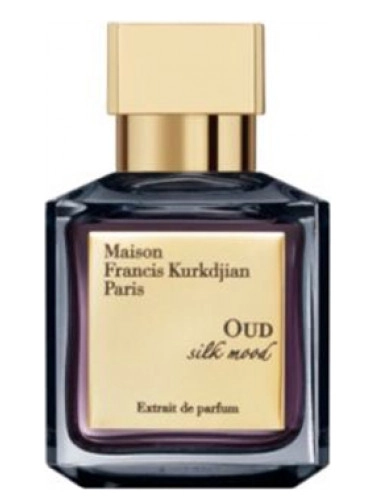 Maison
Francis Kurkdjian
Paris
OUD
silk mood
Extrait de parfum